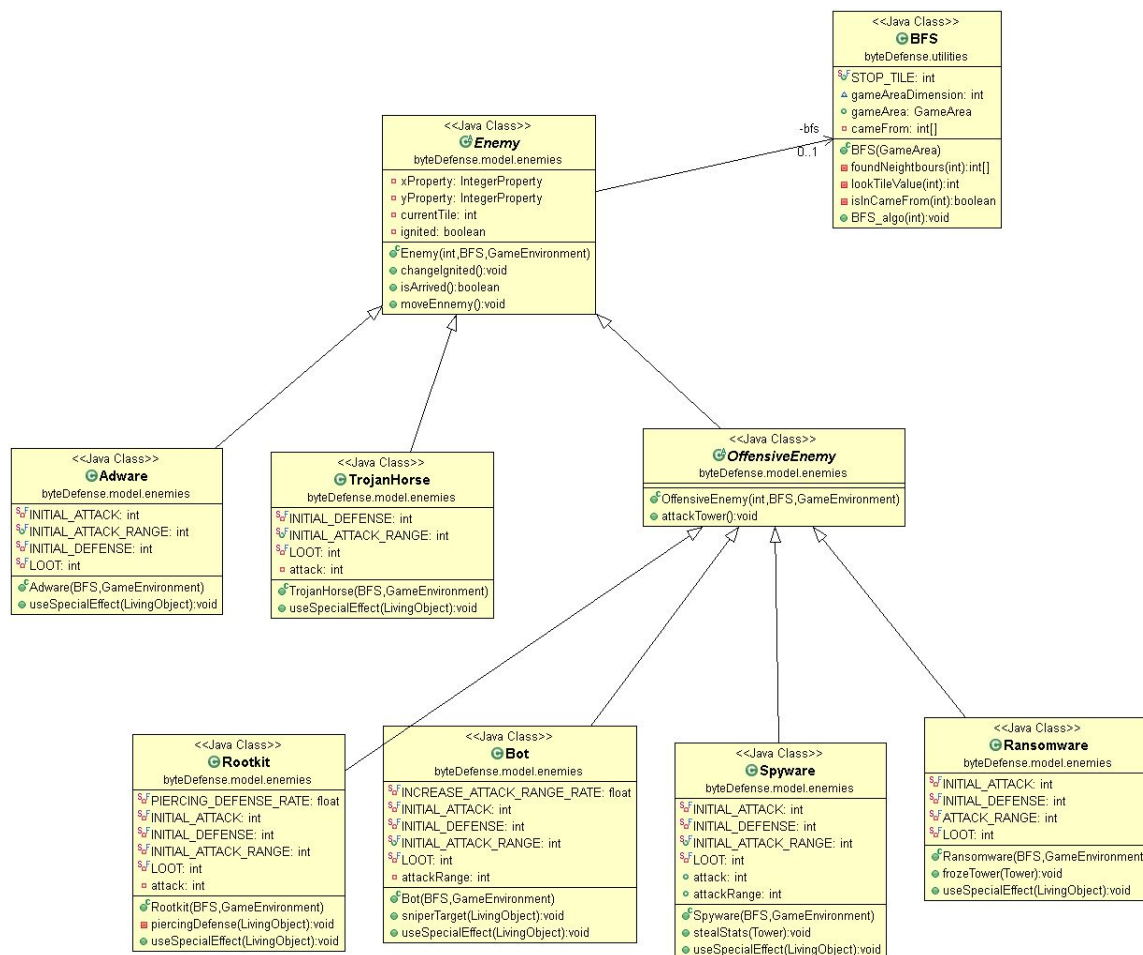 <<Java Class>>
BFS
byteDefense.utilities
STOP_TILE: int
gameAreaDimension: int
gameArea: GameArea
cameFrom: int[]
BFS(GameArea)
foundNeightbours(int):int[]
lookTileValue(int):int
isInCameFrom(int):boolean
BFS_algo(int):void
-bfs
0..1
<<Java Class>>
Enemy
byteDefense.model.enemies
xProperty: IntegerProperty
yProperty: IntegerProperty
currentTile: int
ignited: boolean
Enemy(int,BFS,GameEnvironment)
changeIgnited():void
isArrived():boolean
moveEnnemy():void
<<Java Class>>
Adware
byteDefense.model.enemies
INITIAL_ATTACK: int
INITIAL_ATTACK_RANGE: int
INITIAL_DEFENSE: int
LOOT: int
Adware(BFS,GameEnvironment)
useSpecialEffect(LivingObject):void
<<Java Class>>
TrojanHorse
byteDefense.model.enemies
INITIAL_DEFENSE: int
INITIAL_ATTACK_RANGE: int
LOOT: int
attack: int
TrojanHorse(BFS,GameEnvironment)
useSpecialEffect(LivingObject):void
<<Java Class>>
OffensiveEnemy
byteDefense.model.enemies
OffensiveEnemy(int,BFS,GameEnvironment)
attackTower():void
<<Java Class>>
Rootkit
byteDefense.model.enemies
PIERCING_DEFENSE_RATE: float
INITIAL_ATTACK: int
INITIAL_DEFENSE: int
INITIAL_ATTACK_RANGE: int
LOOT: int
attack: int
Rootkit(BFS,GameEnvironment)
piercingDefense(LivingObject):void
useSpecialEffect(LivingObject):void
<<Java Class>>
Bot
byteDefense.model.enemies
INCREASE_ATTACK_RANGE_RATE: float
INITIAL_ATTACK: int
INITIAL_DEFENSE: int
INITIAL_ATTACK_RANGE: int
LOOT: int
attackRange: int
Bot(BFS,GameEnvironment)
sniperTarget(LivingObject):void
useSpecialEffect(LivingObject):void
<<Java Class>>
Spyware
byteDefense.model.enemies
INITIAL_ATTACK: int
INITIAL_DEFENSE: int
INITIAL_ATTACK_RANGE: int
LOOT: int
attack: int
attackRange: int
Spyware(BFS,GameEnvironment)
stealStats(Tower):void
useSpecialEffect(LivingObject):void
<<Java Class>>
Ransomware
byteDefense.model.enemies
INITIAL_ATTACK: int
INITIAL_DEFENSE: int
ATTACK_RANGE: int
LOOT: int
Ransomware(BFS,GameEnvironment
frozeTower(Tower):void
useSpecialEffect(LivingObject):void